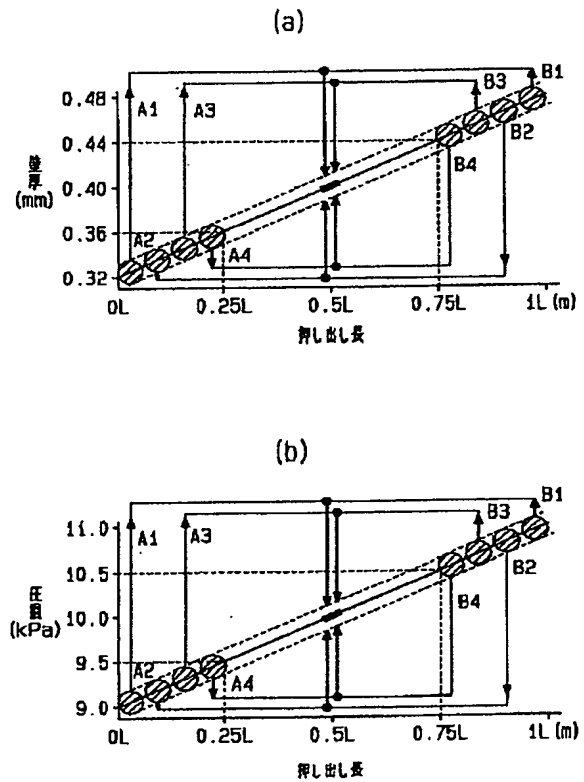 (a)
0.48
0.44
0.40
0.36
0.32
壁厚
(mm)
A1
A3
A2
A4
B1
B3
B2
B4
0L
0.25L
0.5L
0.75L
1L (m)
押し出し長
(b)
11.0
10.5
10.0
9.5
9.0
圧損
(kPa)
A1
A3
A2
A4
B1
B3
B2
B4
0L
0.25L
0.5L
0.75L
1L (m)
押し出し長